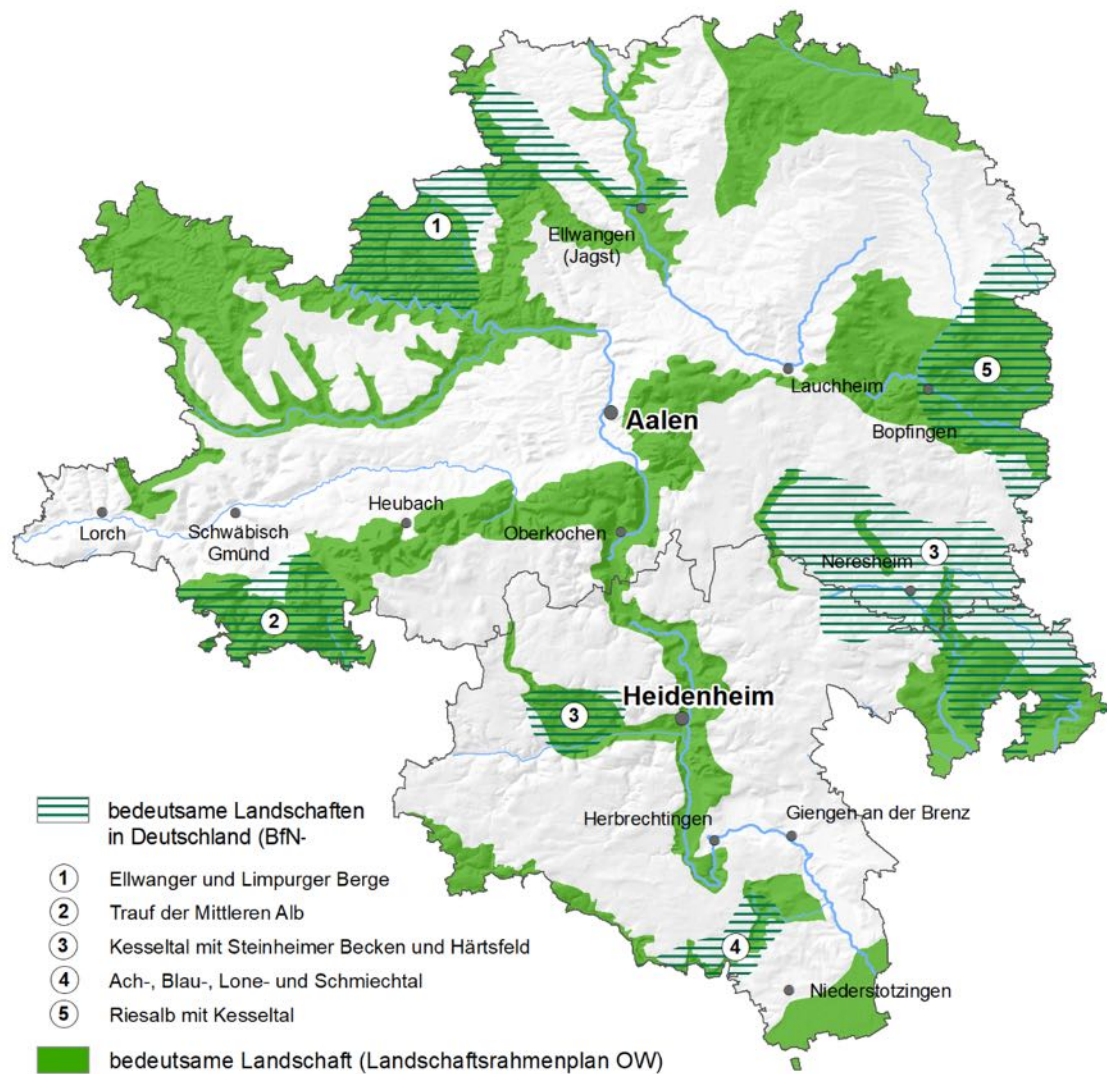 1
Ellwangen
(Jagst)
5
Lauchheim
Aalen
Bopfingen
Heubach
Lorch
Schwäbisch
Gmünd
Oberkochen
3
Neresheim
2
Heidenheim
3
Herbrechtingen
Giengen an der Brenz
4
Niederstotzingen
bedeutsame Landschaften
in Deutschland (BfN-
1 Ellwanger und Limpurger Berge
2 Trauf der Mittleren Alb
3 Kesseltal mit Steinheimer Becken und Härtsfeld
4 Ach-, Blau-, Lone- und Schmiechtal
5 Riesalb mit Kesseltal
bedeutsame Landschaft (Landschaftsrahmenplan OW)